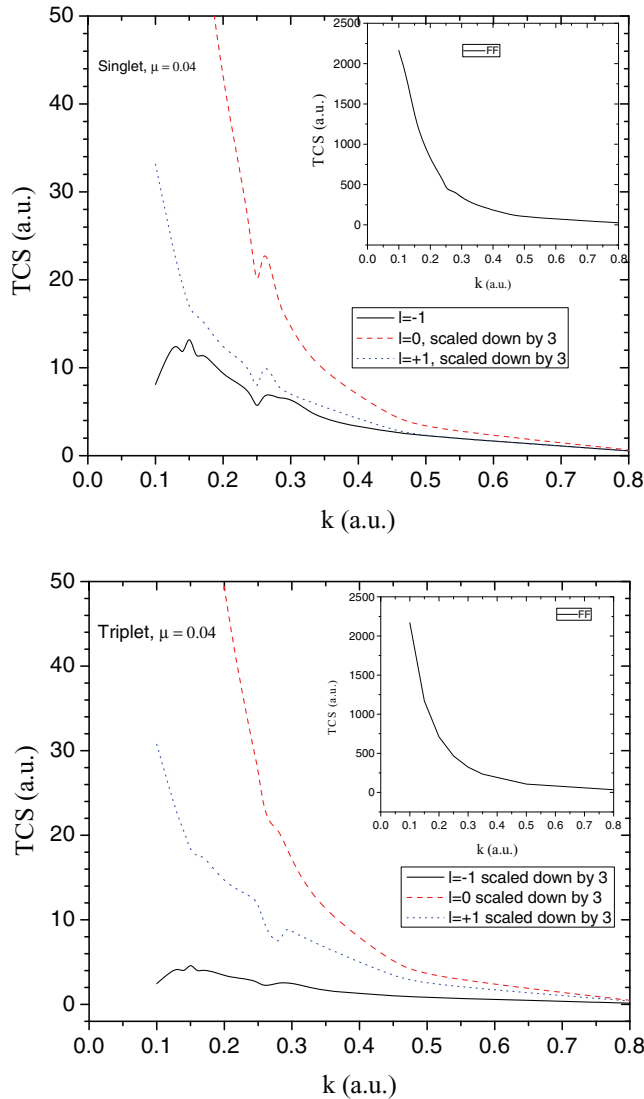 50
40
30
20
10
0
TCS (a.u.)
Singlet, μ = 0.04
2500
2000
1500
1000
500
0
TCS (a.u.)
FF
0.0 0.1 0.2 0.3 0.4 0.5 0.6 0.7 0.8
k (a.u.)
l=-1
l=0, scaled down by 3
l=+1, scaled down by 3
0.0 0.1 0.2 0.3 0.4 0.5 0.6 0.7 0.8
k (a.u.)
50
40
30
20
10
0
TCS (a.u.)
Triplet, μ = 0.04
2500
2000
1500
1000
500
0
TCS (a.u.)
FF
0.0 0.1 0.2 0.3 0.4 0.5 0.6 0.7 0.8
k (a.u.)
l=-1 scaled down by 3
l=0 scaled down by 3
l=+1 scaled down by 3
0.0 0.1 0.2 0.3 0.4 0.5 0.6 0.7 0.8
k (a.u.)